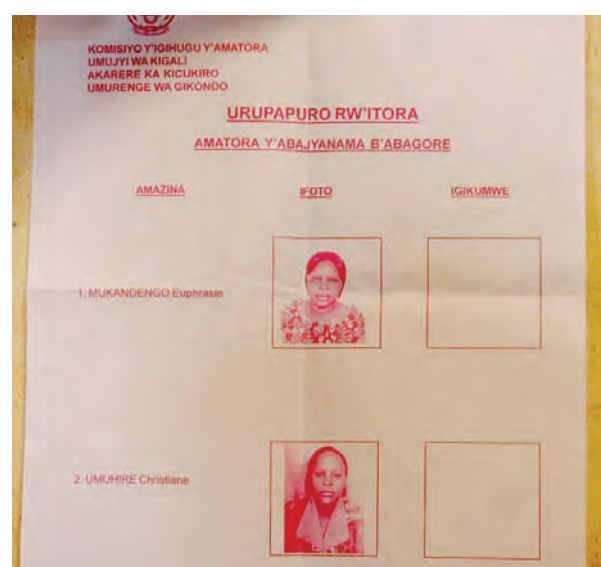 KOMISIYO Y'IGIHUGU Y'AMATORA
UMUJYI WA KIGALI
AKARERE KA KICUKIRO
UMURENGE WA GIKONDO
URUPAPURO RW'ITORA
AMATORA Y'ABAJYANAMA B'ABAGORE
AMAZINA IFOTO IGIKUMWE
1. MUKANDENGO Euphrasie
2. UMUHIRE Christiane